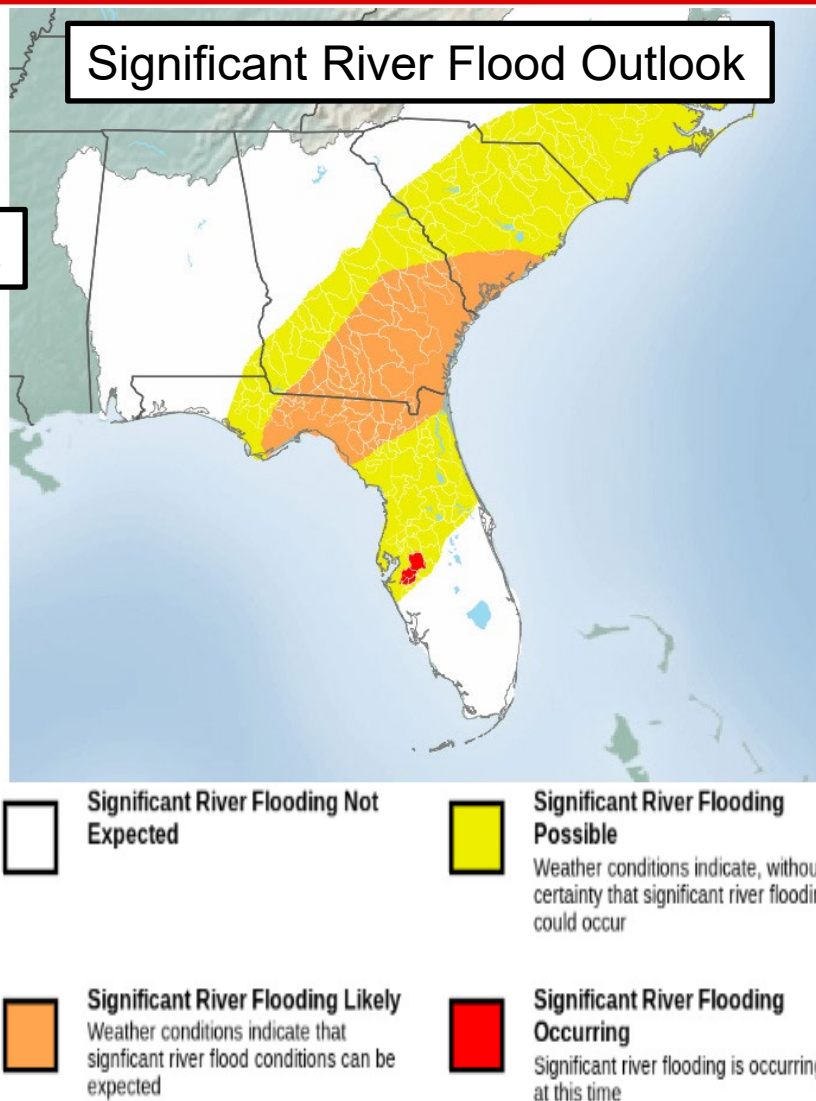 Significant River Flood Outlook
Significant River Flooding Not
Expected
Significant River Flooding
Possible
Weather conditions indicate, withou
certainty that significant river floodin
could occur
Significant River Flooding Likely
Weather conditions indicate that
signficant river flood conditions can be
expected
Significant River Flooding
Occurring
Significant river flooding is occurring
at this time